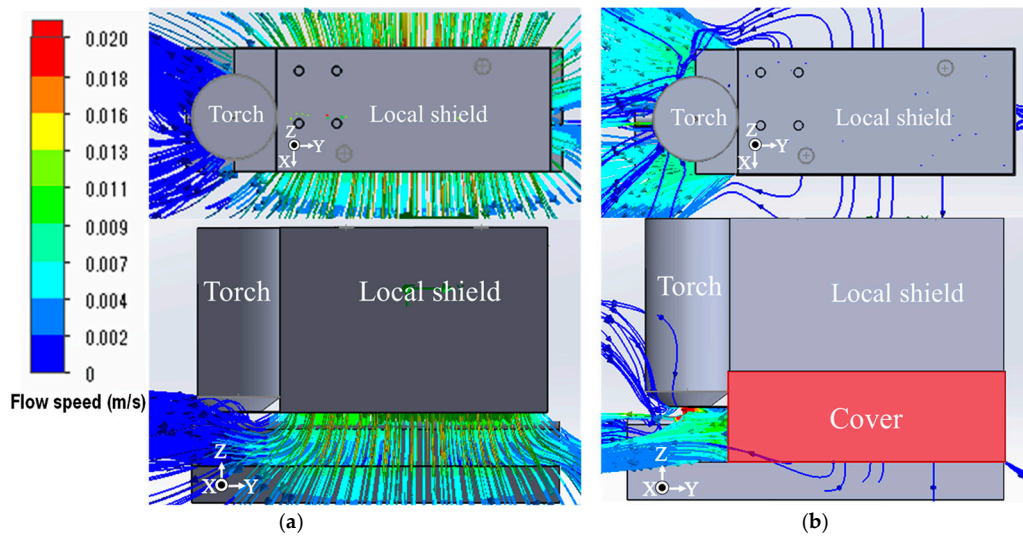 0.020
0.018
0.016
0.013
0.011
0.009
0.007
0.004
0.002
0
Flow speed (m/s)
Torch
Local shield
Z
Y
X
Torch
Local shield
Z
X
Y
(a)
Torch
Local shield
Z
Y
X
Torch
Local shield
Cover
Z
X
Y
(b)